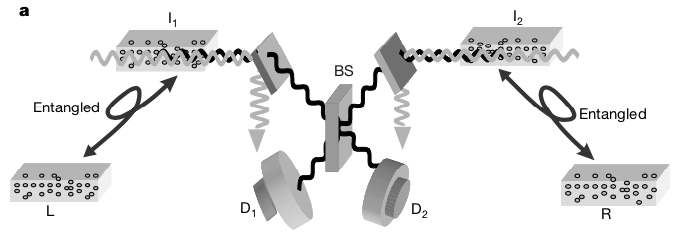 a
I₁
I₂
BS
Entangled
Entangled
D₁
D₂
L
R